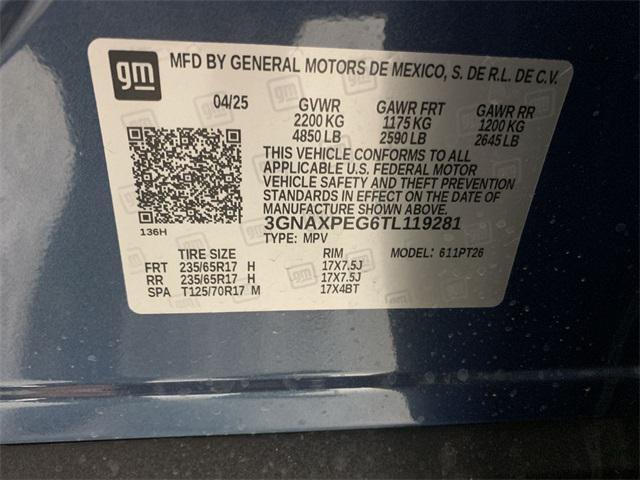 gm
MFD BY GENERAL MOTORS DE MEXICO, S. DE R.L. DE C.V.
04/25 GVWR GAWR FRT GAWR RR
2200 KG 1175 KG 1200 KG
4850 LB 2590 LB 2645 LB
THIS VEHICLE CONFORMS TO ALL
APPLICABLE U.S. FEDERAL MOTOR
VEHICLE SAFETY AND THEFT PREVENTION
STANDARDS IN EFFECT ON THE DATE OF
MANUFACTURE SHOWN ABOVE.
136H 3GNAXPEG6TL119281
TYPE: MPV MODEL: 611PT26
TIRE SIZE RIM
FRT 235/65R17 H 17X7.5J
RR 235/65R17 H 17X7.5J
SPA T125/70R17 M 17X4BT